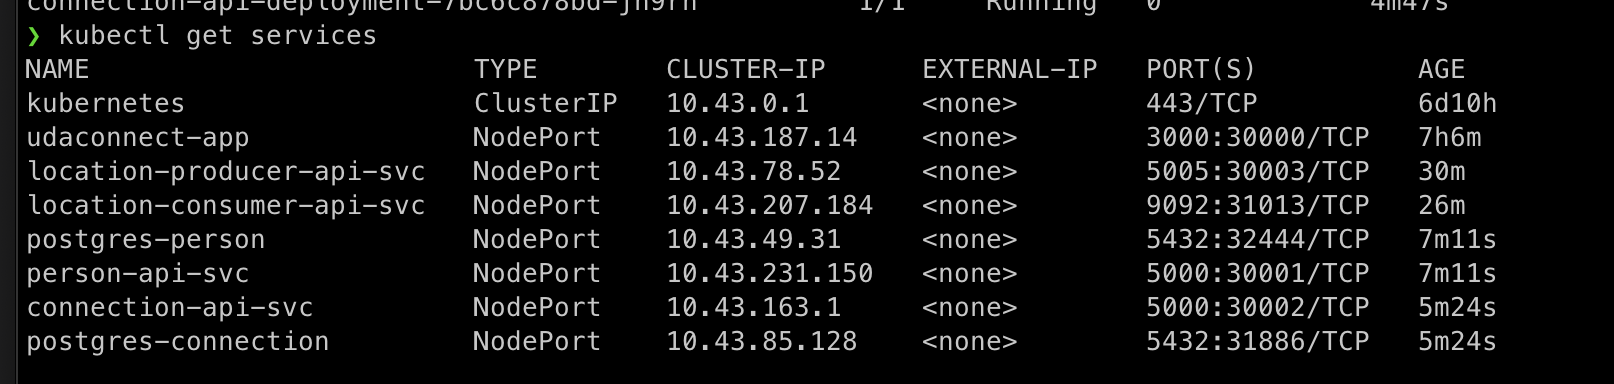 connection-api-deployment-7bc6c878bd-jn9rn 1/1 Running 0 4m47s
❯ kubectl get services
NAME TYPE CLUSTER-IP EXTERNAL-IP PORT(S) AGE
kubernetes ClusterIP 10.43.0.1 <none> 443/TCP 6d10h
udaconnect-app NodePort 10.43.187.14 <none> 3000:30000/TCP 7h6m
location-producer-api-svc NodePort 10.43.78.52 <none> 5005:30003/TCP 30m
location-consumer-api-svc NodePort 10.43.207.184 <none> 9092:31013/TCP 26m
postgres-person NodePort 10.43.49.31 <none> 5432:32444/TCP 7m11s
person-api-svc NodePort 10.43.231.150 <none> 5000:30001/TCP 7m11s
connection-api-svc NodePort 10.43.163.1 <none> 5000:30002/TCP 5m24s
postgres-connection NodePort 10.43.85.128 <none> 5432:31886/TCP 5m24s